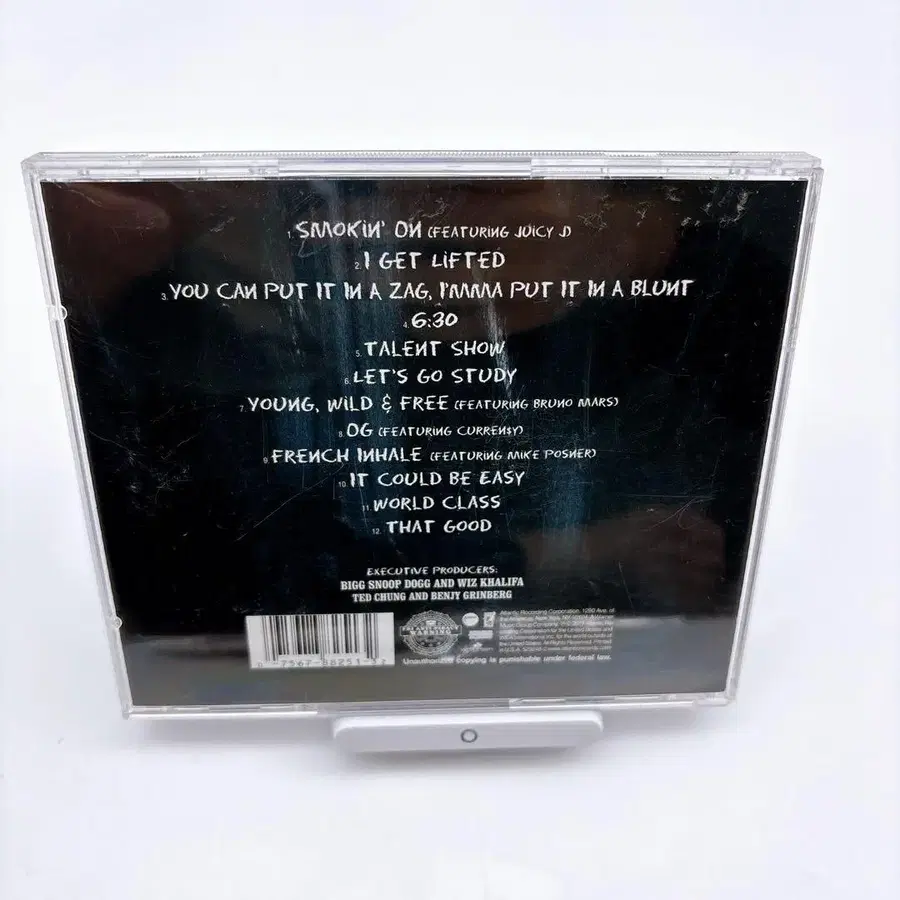 1. SMOKIN' ON (FEATURING JUICY J)
2. I GET LIFTED
3. YOU CAN PUT IT IN A ZAG, I'MMA PUT IT IN A BLUNT
4. 6:30
5. TALENT SHOW
6. LET'S GO STUDY
7. YOUNG, WILD & FREE (FEATURING BRUNO MARS)
8. OG (FEATURING CURREN$Y)
9. FRENCH INHALE (FEATURING MIKE POSNER)
10. IT COULD BE EASY
11. WORLD CLASS
12. THAT GOOD
EXECUTIVE PRODUCERS:
BIGG SNOOP DOGG AND WIZ KHALIFA
TED CHUNG AND BENJY GRINBERG
WARNING
Unauthorized copying is punishable under federal law.